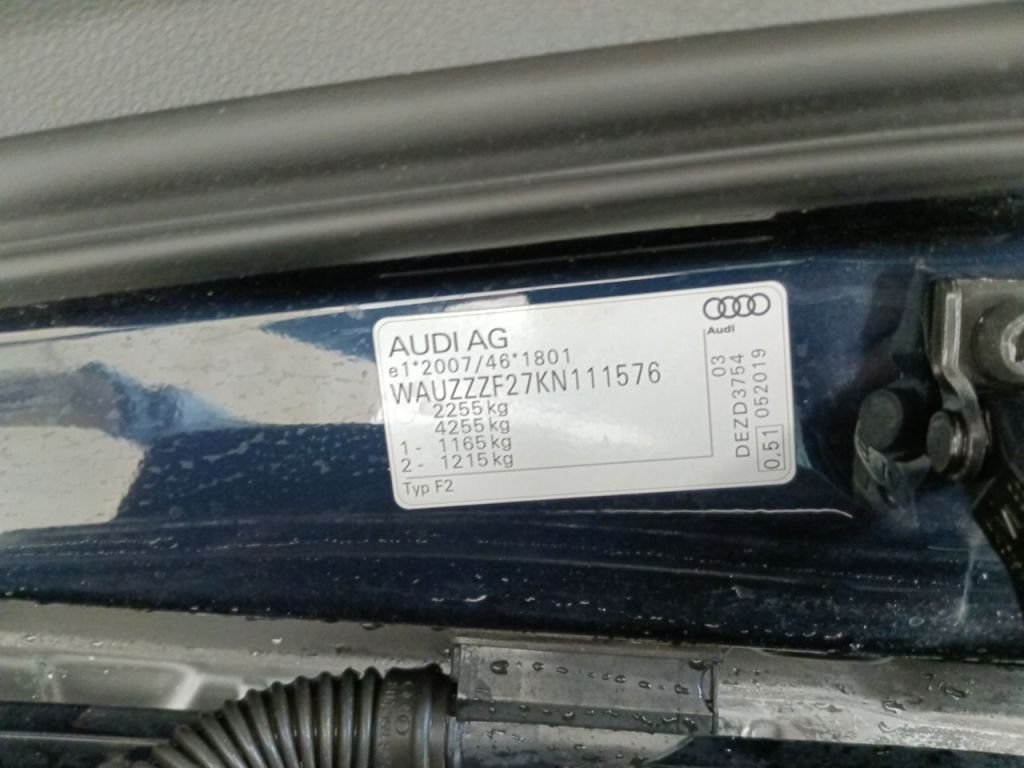 AUDI AG
e1*2007/46*1801
WAUZZZF27KN111576
2255 kg
4255 kg
1- 1165 kg
2- 1215 kg
Typ F2
Audi
03
DEZD3754
052019
0,51